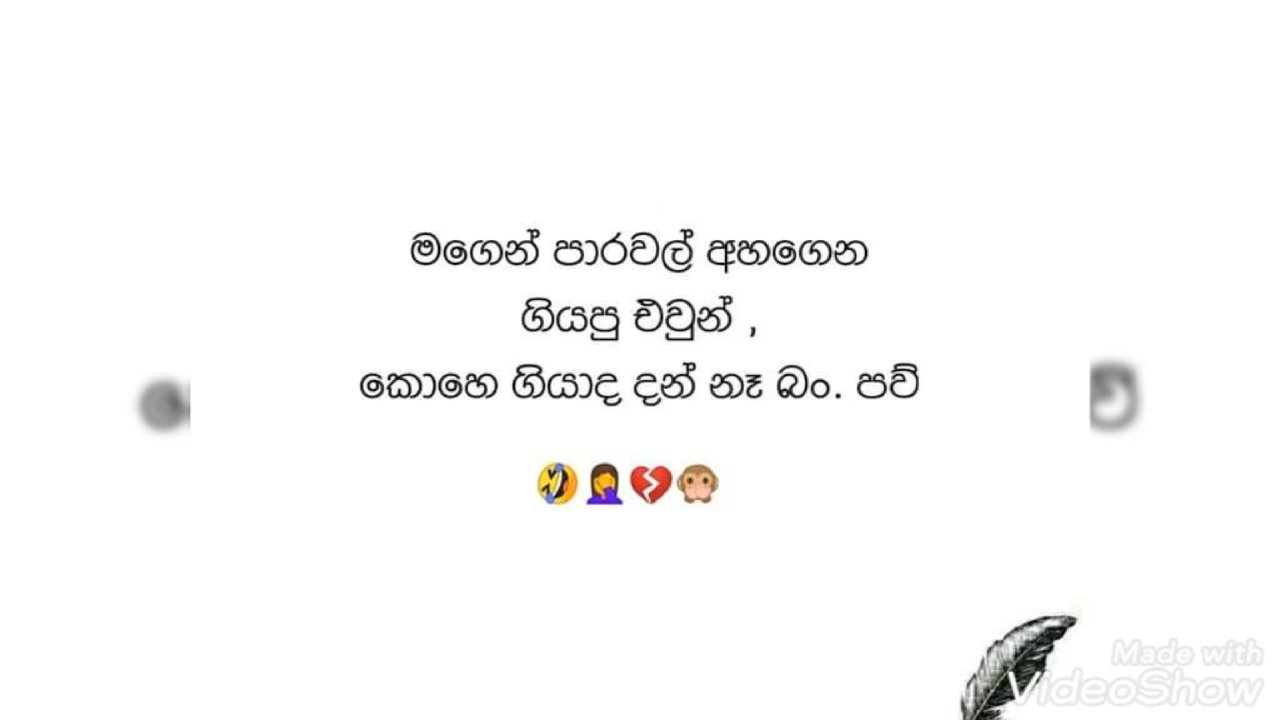 මගෙන් පාරවල් අහගෙන
ගියපු එවුන් ,
කොහෙ ගියාද දන් නෑ බං. පව්
🤣🤦‍♀️💔🙊
Made with
VideoShow